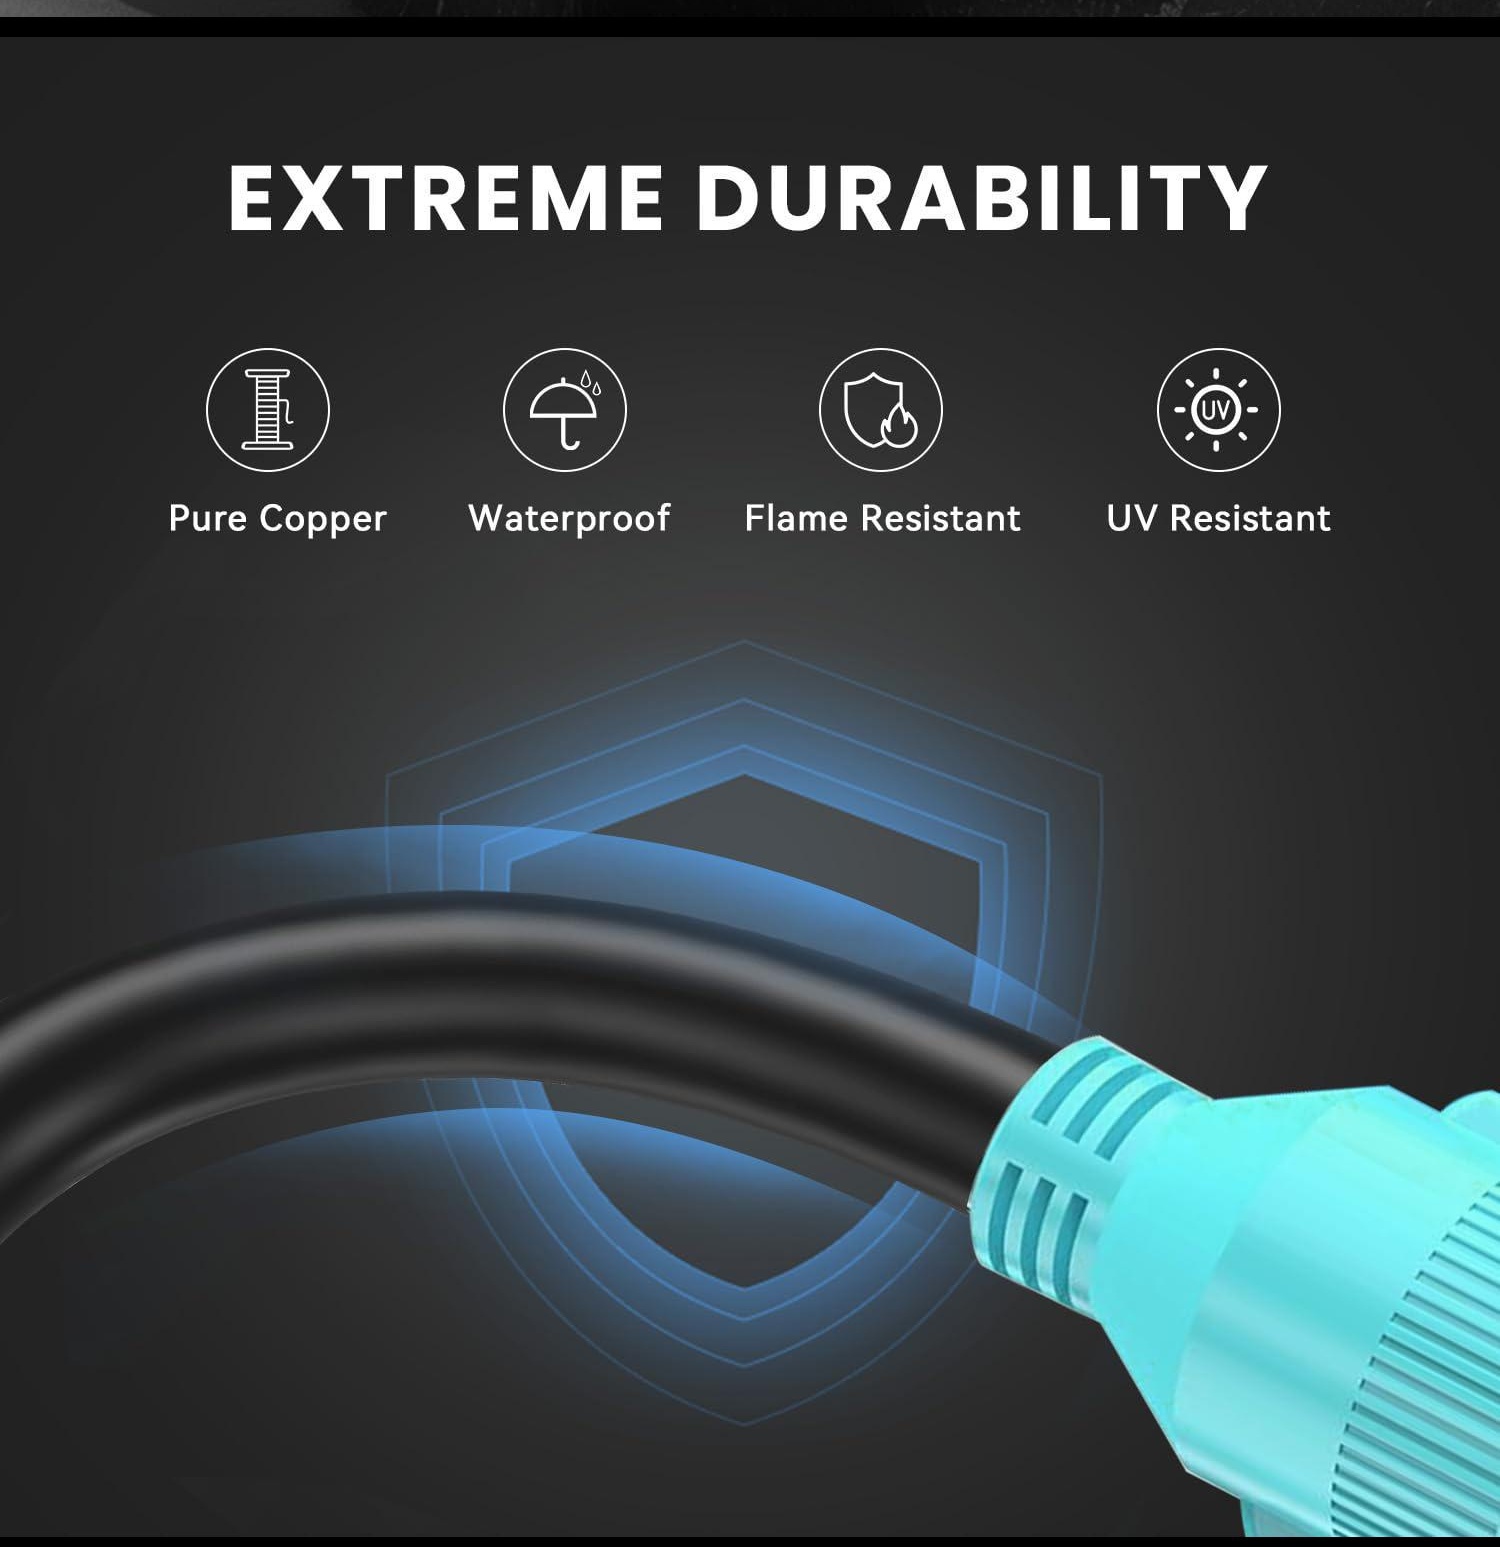 EXTREME DURABILITY
UV
Pure Copper
Waterproof
Flame Resistant
UV Resistant